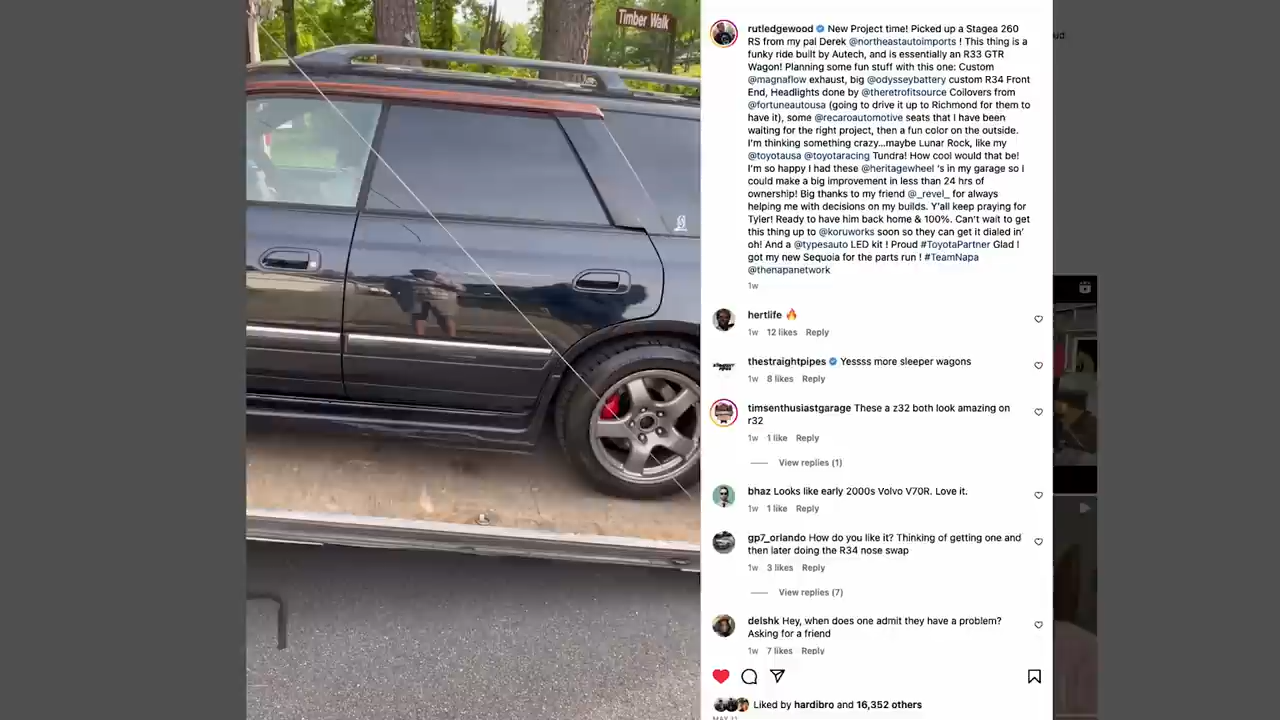 Timber Walk
rutledgewood New Project time! Picked up a Stagea 260
RS from my pal Derek @northeastautoimports ! This thing is a
funky ride built by Autech, and is essentially an R33 GTR
Wagon! Planning some fun stuff with this one: Custom
@magnaflow exhaust, big @odysseybattery custom R34 Front
End, Headlights done by @theretrofitsource Coilovers from
@fortuneautousa (going to drive it up to Richmond for them to
have it), some @recaroautomotive seats that I have been
waiting for the right project, then a fun color on the outside.
I'm thinking something crazy...maybe Lunar Rock, like my
@toyotausa @toyotaracing Tundra! How cool would that be!
I'm so happy I had these @heritagewheel 's in my garage so i
could make a big improvement in less than 24 hrs of
ownership! Big thanks to my friend @_revel_ for always
helping me with decisions on my builds. Y'all keep praying for
Tyler! Ready to have him back home & 100%. Can't wait to get
this thing up to @koruworks soon so they can get it dialed in'
oh! And a @typesauto LED kit ! Proud #ToyotaPartner Glad I
got my new Sequoia for the parts run ! #TeamNapa
@thenapanetwork
1w
hertlife 🔥
1w 12 likes Reply
thestraightpipes Yessss more sleeper wagons
1w 8 likes Reply
timsenthusiastgarage These a z32 both look amazing on
r32
1w 1 like Reply
View replies (1)
bhaz Looks like early 2000s Volvo V70R. Love it.
1w 1 like Reply
gp7_orlando How do you like it? Thinking of getting one and
then later doing the R34 nose swap
1w 3 likes Reply
View replies (7)
delshk Hey, when does one admit they have a problem?
Asking for a friend
1w 7 likes Reply
Liked by hardibro and 16,352 others